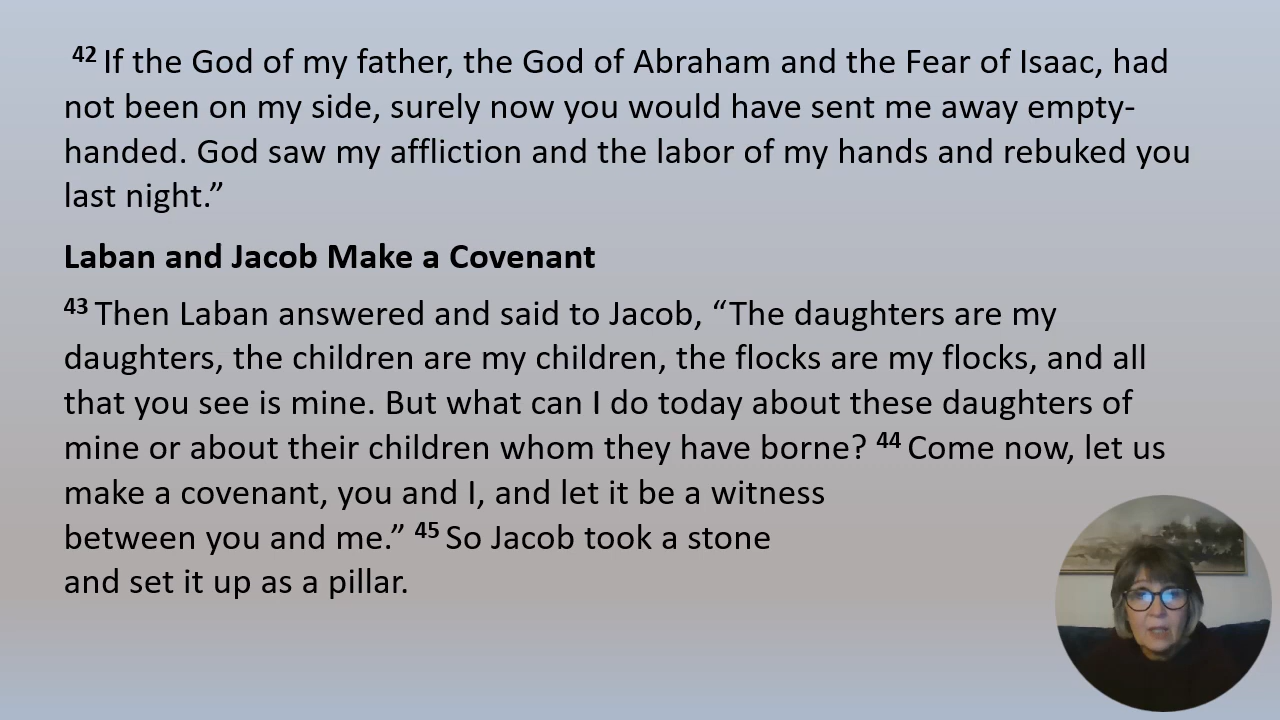 42 If the God of my father, the God of Abraham and the Fear of Isaac, had
not been on my side, surely now you would have sent me away empty-
handed. God saw my affliction and the labor of my hands and rebuked you
last night.”
Laban and Jacob Make a Covenant
43 Then Laban answered and said to Jacob, “The daughters are my
daughters, the children are my children, the flocks are my flocks, and all
that you see is mine. But what can I do today about these daughters of
mine or about their children whom they have borne? 44 Come now, let us
make a covenant, you and I, and let it be a witness
between you and me.” 45 So Jacob took a stone
and set it up as a pillar.